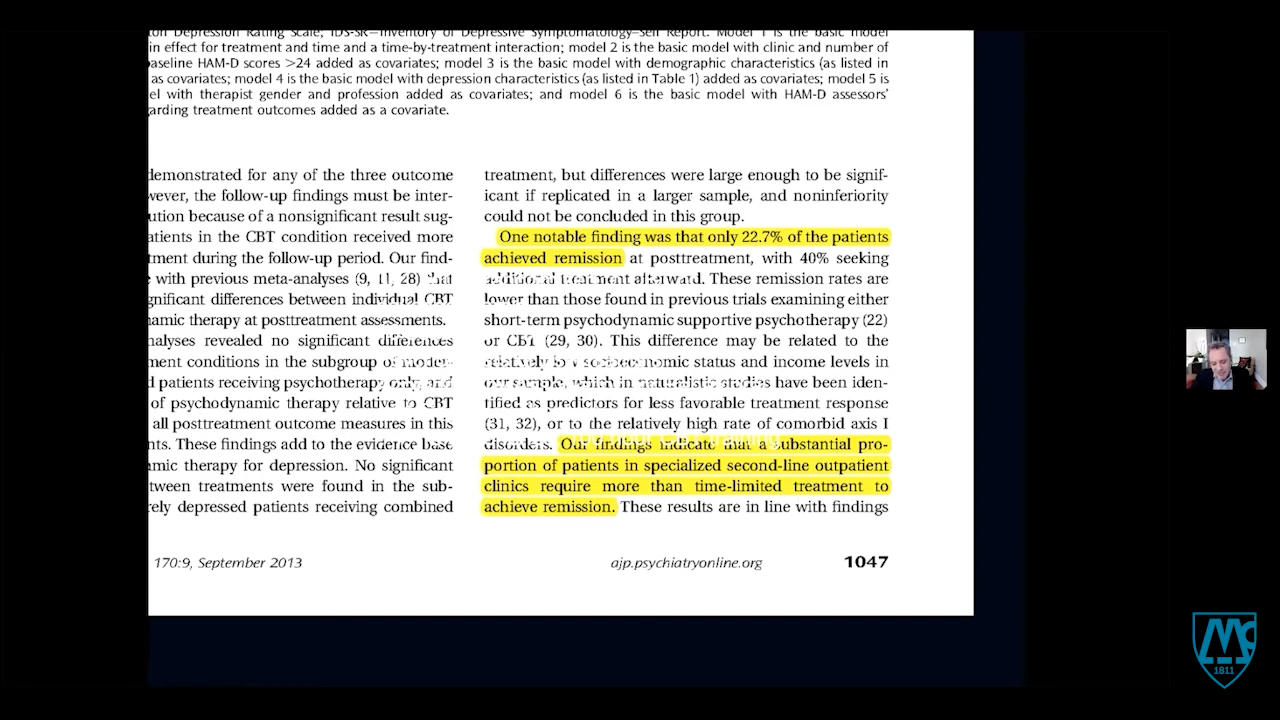 ton Depression Rating Scale; IDS-SR=Inventory of Depressive Symptomatology–Self Report. Model 1 is the basic model
in effect for treatment and time and a time-by-treatment interaction; model 2 is the basic model with clinic and number of
baseline HAM-D scores >24 added as covariates; model 3 is the basic model with demographic characteristics (as listed in
as covariates; model 4 is the basic model with depression characteristics (as listed in Table 1) added as covariates; model 5 is
el with therapist gender and profession added as covariates; and model 6 is the basic model with HAM-D assessors’
garding treatment outcomes added as a covariate.
demonstrated for any of the three outcome
wever, the follow-up findings must be inter-
ution because of a nonsignificant result sug-
atients in the CBT condition received more
tment during the follow-up period. Our find-
with previous meta-analyses (9, 11, 28) that
gnificant differences between individual CBT
namic therapy at posttreatment assessments.
nalyses revealed no significant differences
ment conditions in the subgroup of moder-
d patients receiving psychotherapy only, and
of psychodynamic therapy relative to CBT
all posttreatment outcome measures in this
nts. These findings add to the evidence base
amic therapy for depression. No significant
tween treatments were found in the sub-
rely depressed patients receiving combined
treatment, but differences were large enough to be signif-
icant if replicated in a larger sample, and noninferiority
could not be concluded in this group.
One notable finding was that only 22.7% of the patients
achieved remission at posttreatment, with 40% seeking
additional treatment afterward. These remission rates are
lower than those found in previous trials examining either
short-term psychodynamic supportive psychotherapy (22)
or CBT (29, 30). This difference may be related to the
relatively low socioeconomic status and income levels in
our sample, which in naturalistic studies have been iden-
tified as predictors for less favorable treatment response
(31, 32), or to the relatively high rate of comorbid axis I
disorders. Our findings indicate that a substantial pro-
portion of patients in specialized second-line outpatient
clinics require more than time-limited treatment to
achieve remission. These results are in line with findings
170:9, September 2013
ajp.psychiatryonline.org
1047
Mc
1811